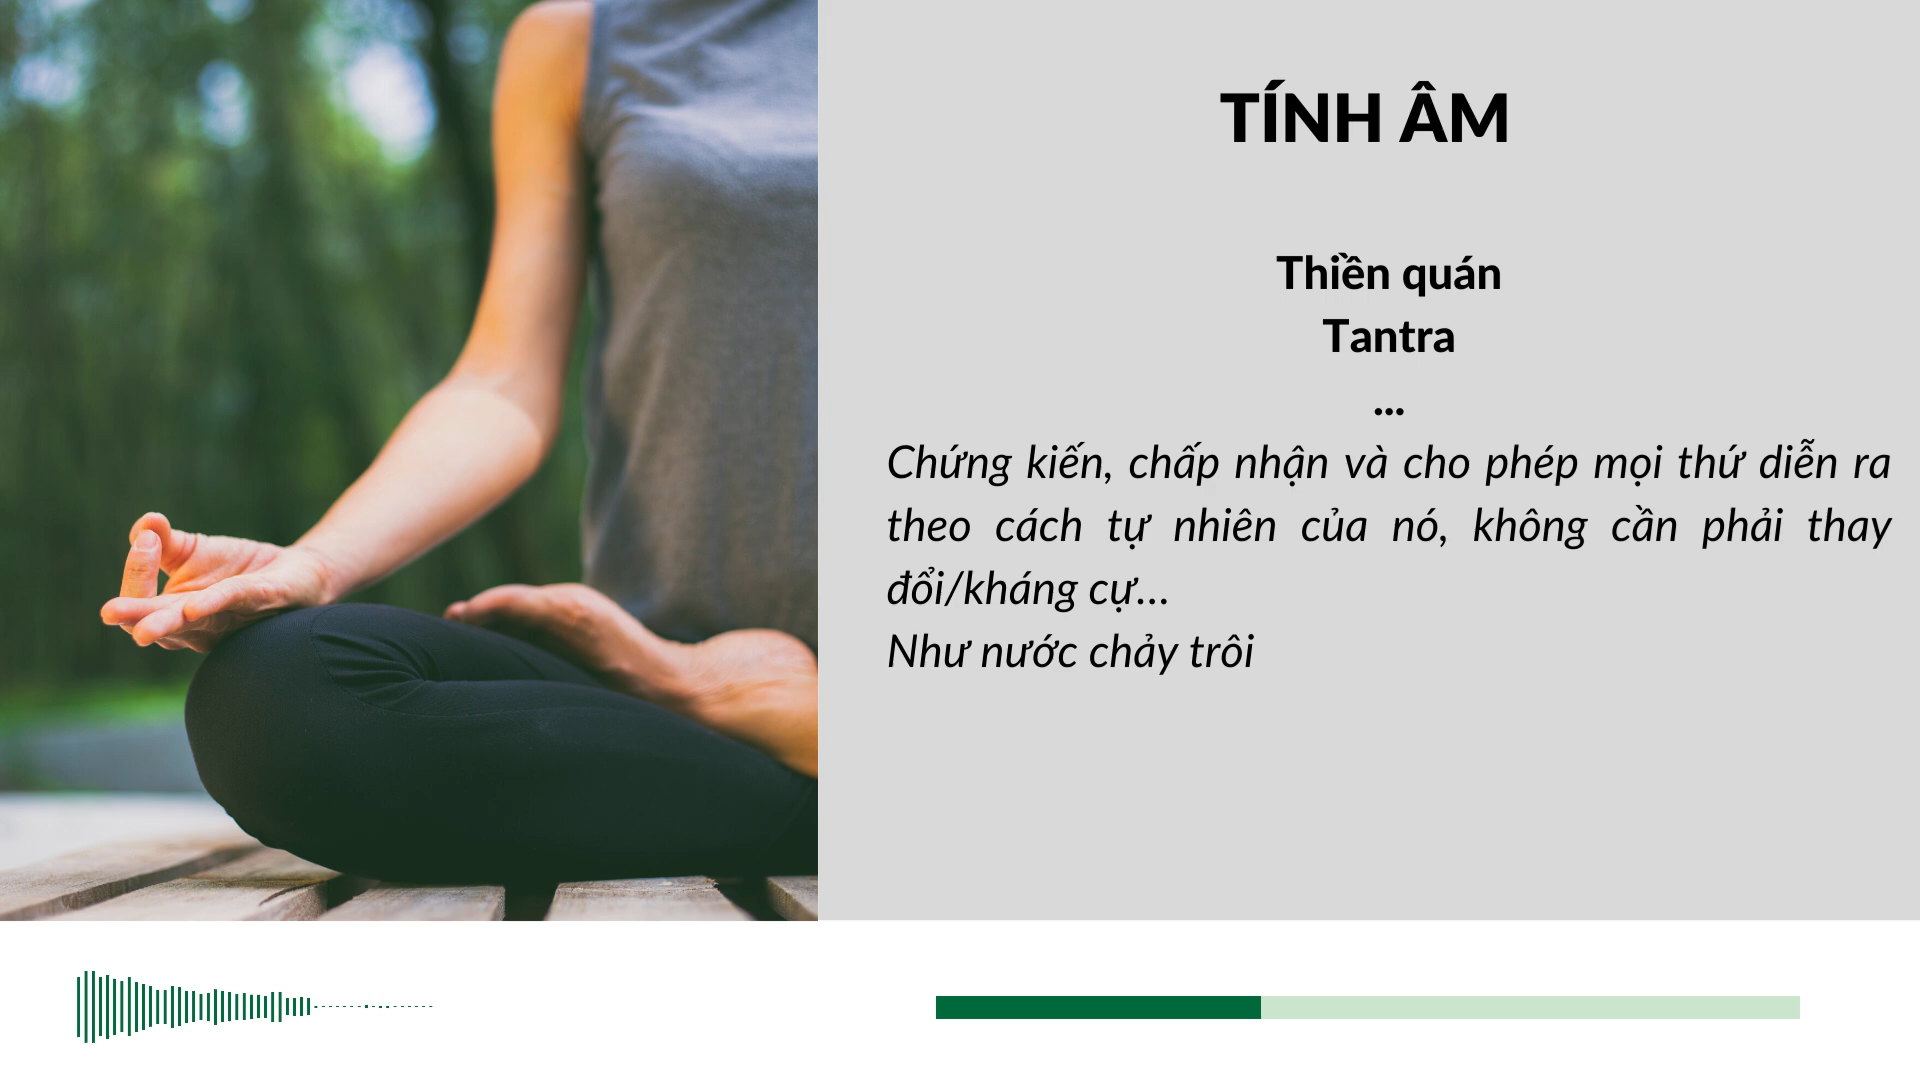 TÍNH ÂM
Thiền quán
Tantra
...
Chứng kiến, chấp nhận và cho phép mọi thứ diễn ra
theo cách tự nhiên của nó, không cần phải thay
đổi/kháng cự...
Như nước chảy trôi